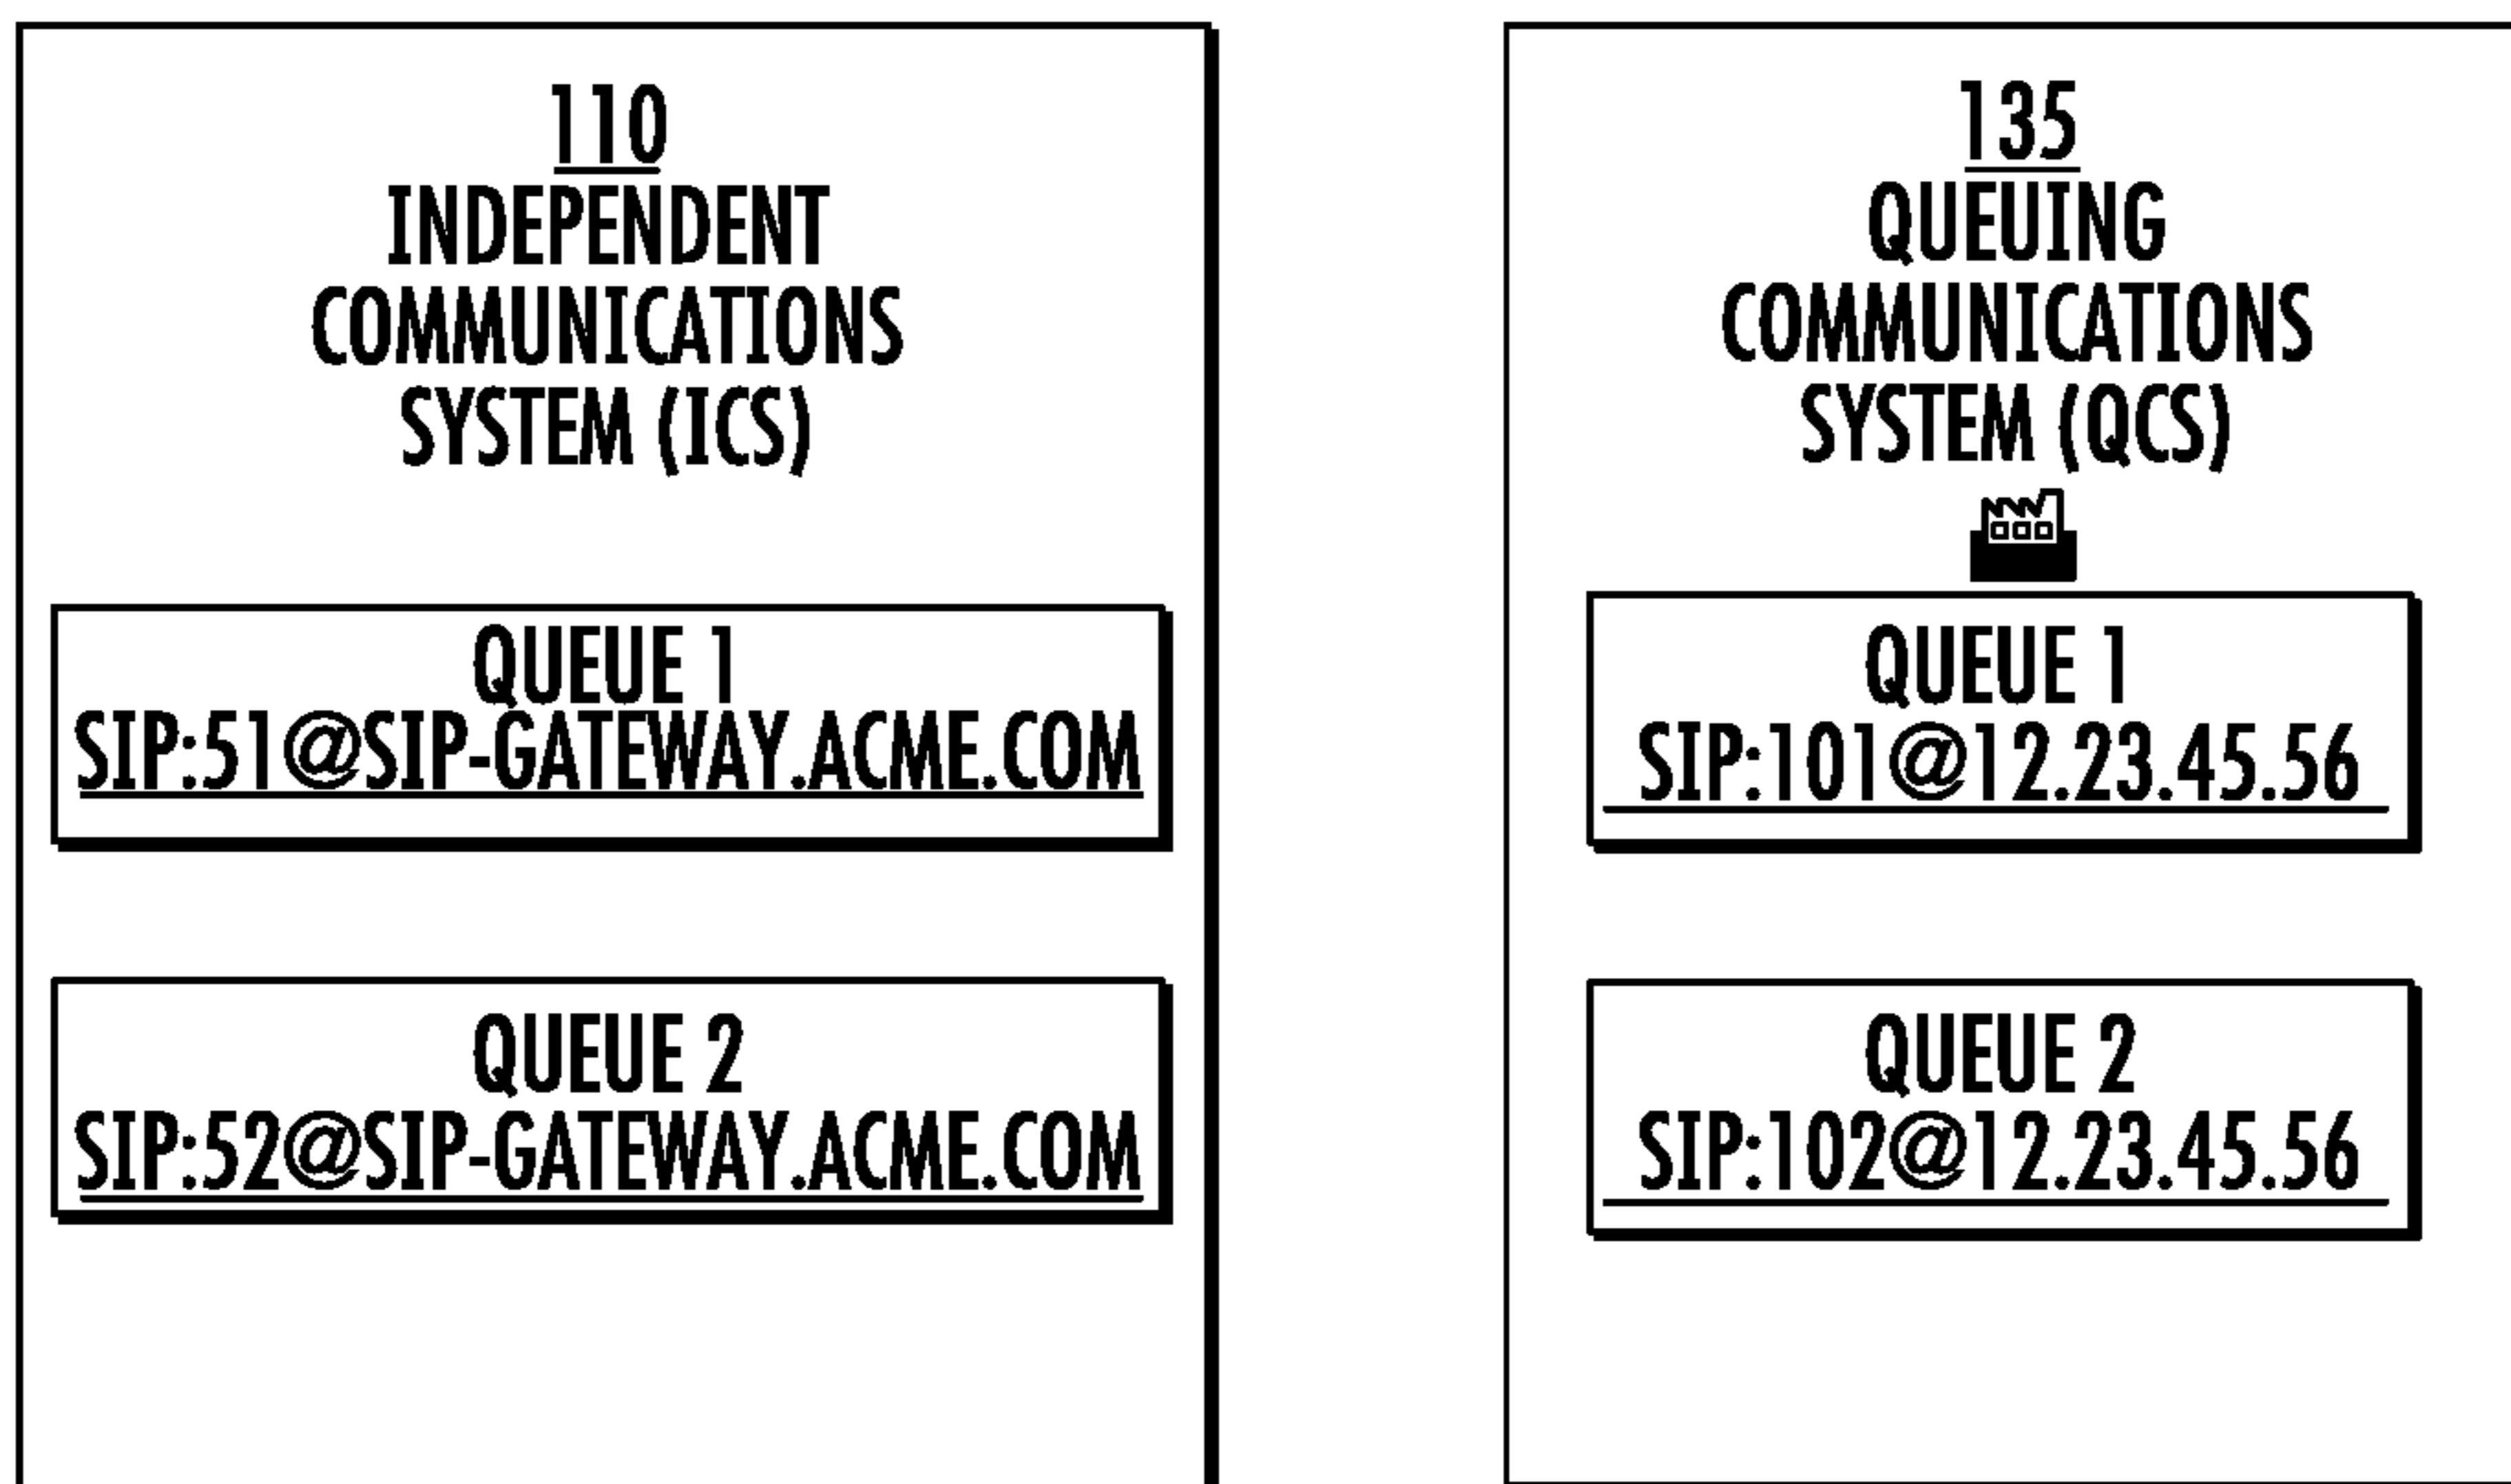 110
INDEPENDENT
COMMUNICATIONS
SYSTEM (ICS)
QUEUE 1
SIP:51@SIP-GATEWAY.ACME.COM
QUEUE 2
SIP:52@SIP-GATEWAY.ACME.COM
135
QUEUING
COMMUNICATIONS
SYSTEM (QCS)
QUEUE 1
SIP:101@12.23.45.56
QUEUE 2
SIP:102@12.23.45.56